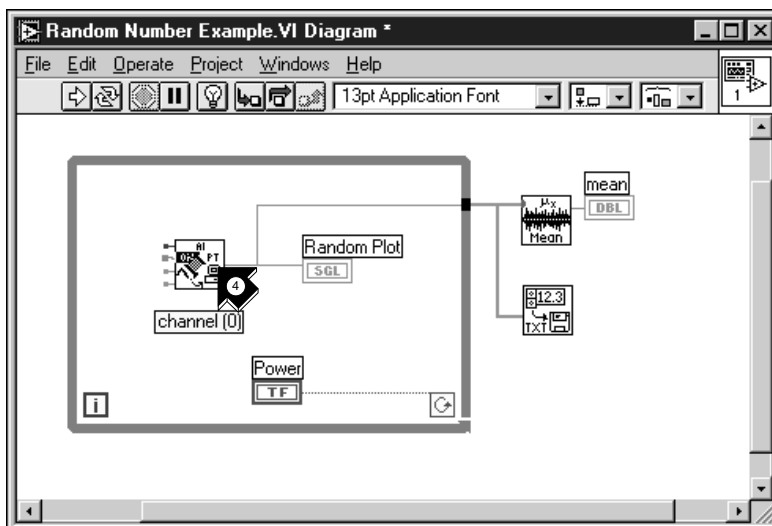 Random Number Example.VI Diagram *
File Edit Operate Project Windows Help
13pt Application Font
1
mean
μx
DBL
Mean
AI
PT
Random Plot
SGL
4
12.3
TXT
channel (0)
Power
TF
i